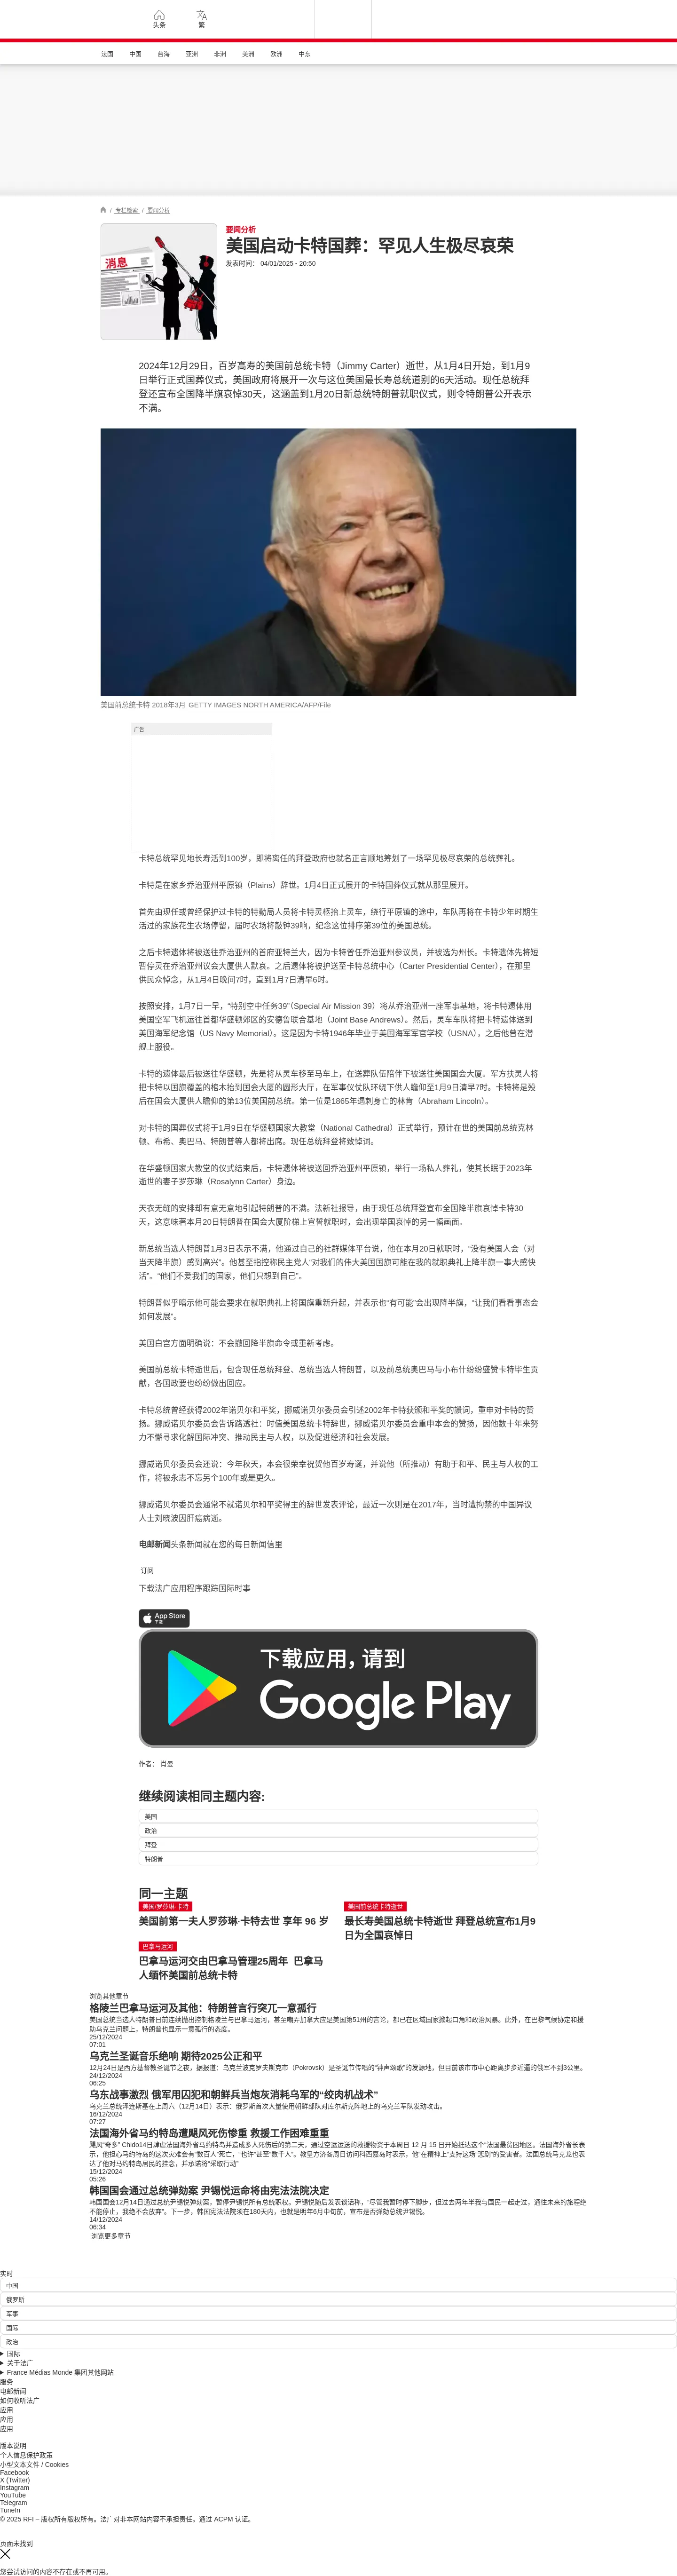 头条
繁
法国 中国 台海 亚洲 非洲 美洲 欧洲 中东
/ 专栏检索 / 要闻分析
消息
要闻分析
美国启动卡特国葬：罕见人生极尽哀荣
发表时间： 04/01/2025 - 20:50
2024年12月29日，百岁高寿的美国前总统卡特（Jimmy Carter）逝世，从1月4日开始，到1月9
日举行正式国葬仪式，美国政府将展开一次与这位美国最长寿总统道别的6天活动。现任总统拜
登还宣布全国降半旗哀悼30天，这涵盖到1月20日新总统特朗普就职仪式，则令特朗普公开表示
不满。
美国前总统卡特 2018年3月 GETTY IMAGES NORTH AMERICA/AFP/File
广告
卡特总统罕见地长寿活到100岁，即将离任的拜登政府也就名正言顺地筹划了一场罕见极尽哀荣的总统葬礼。
卡特是在家乡乔治亚州平原镇（Plains）辞世。1月4日正式展开的卡特国葬仪式就从那里展开。
首先由现任或曾经保护过卡特的特勤局人员将卡特灵柩抬上灵车，绕行平原镇的途中，车队再将在卡特少年时期生
活过的家族花生农场停留，届时农场将敲钟39响，纪念这位排序第39位的美国总统。
之后卡特遗体将被送往乔治亚州的首府亚特兰大，因为卡特曾任乔治亚州参议员，并被选为州长。卡特遗体先将短
暂停灵在乔治亚州议会大厦供人默哀。之后遗体将被护送至卡特总统中心（Carter Presidential Center），在那里
供民众悼念，从1月4日晚间7时，直到1月7日清早6时。
按照安排，1月7日一早，“特别空中任务39”（Special Air Mission 39）将从乔治亚州一座军事基地，将卡特遗体用
美国空军飞机运往首都华盛顿郊区的安德鲁联合基地（Joint Base Andrews）。然后，灵车车队将把卡特遗体送到
美国海军纪念馆（US Navy Memorial）。这是因为卡特1946年毕业于美国海军军官学校（USNA），之后他曾在潜
舰上服役。
卡特的遗体最后被送往华盛顿，先是将从灵车移至马车上，在送葬队伍陪伴下被送往美国国会大厦。军方扶灵人将
把卡特以国旗覆盖的棺木抬到国会大厦的圆形大厅，在军事仪仗队环绕下供人瞻仰至1月9日清早7时。卡特将是殁
后在国会大厦供人瞻仰的第13位美国前总统。第一位是1865年遇刺身亡的林肯（Abraham Lincoln）。
对卡特的国葬仪式将于1月9日在华盛顿国家大教堂（National Cathedral）正式举行，预计在世的美国前总统克林
顿、布希、奥巴马、特朗普等人都将出席。现任总统拜登将致悼词。
在华盛顿国家大教堂的仪式结束后，卡特遗体将被送回乔治亚州平原镇，举行一场私人葬礼，使其长眠于2023年
逝世的妻子罗莎琳（Rosalynn Carter）身边。
天衣无缝的安排却有意无意地引起特朗普的不满。法新社报导，由于现任总统拜登宣布全国降半旗哀悼卡特30
天，这意味著本月20日特朗普在国会大厦阶梯上宣誓就职时，会出现举国哀悼的另一幅画面。
新总统当选人特朗普1月3日表示不满，他通过自己的社群媒体平台说，他在本月20日就职时，“没有美国人会（对
当天降半旗）感到高兴”。他甚至指控称民主党人“对我们的伟大美国国旗可能在我的就职典礼上降半旗一事大感快
活”。“他们不爱我们的国家，他们只想到自己”。
特朗普似乎暗示他可能会要求在就职典礼上将国旗重新升起，并表示也“有可能”会出现降半旗，“让我们看看事态会
如何发展”。
美国白宫方面明确说：不会撤回降半旗命令或重新考虑。
美国前总统卡特逝世后，包含现任总统拜登、总统当选人特朗普，以及前总统奥巴马与小布什纷纷盛赞卡特毕生贡
献，各国政要也纷纷做出回应。
卡特总统曾经获得2002年诺贝尔和平奖，挪威诺贝尔委员会引述2002年卡特获颁和平奖的讚词，重申对卡特的赞
扬。挪威诺贝尔委员会告诉路透社：时值美国总统卡特辞世，挪威诺贝尔委员会重申本会的赞扬，因他数十年来努
力不懈寻求化解国际冲突、推动民主与人权，以及促进经济和社会发展。
挪威诺贝尔委员会还说：今年秋天，本会很荣幸祝贺他百岁寿诞，并说他（所推动）有助于和平、民主与人权的工
作，将被永志不忘另个100年或是更久。
挪威诺贝尔委员会通常不就诺贝尔和平奖得主的辞世发表评论，最近一次则是在2017年，当时遭拘禁的中国异议
人士刘晓波因肝癌病逝。
电邮新闻头条新闻就在您的每日新闻信里
订阅
下载法广应用程序跟踪国际时事
App Store
下载
下载应用，请到
Google Play
作者： 肖曼
继续阅读相同主题内容:
美国
政治
拜登
特朗普
同一主题
美国/罗莎琳·卡特
美国前第一夫人罗莎琳·卡特去世 享年 96 岁
美国前总统卡特逝世
最长寿美国总统卡特逝世 拜登总统宣布1月9
日为全国哀悼日
巴拿马运河
巴拿马运河交由巴拿马管理25周年 巴拿马
人缅怀美国前总统卡特
浏览其他章节
格陵兰巴拿马运河及其他：特朗普言行突兀一意孤行
美国总统当选人特朗普日前连续抛出控制格陵兰与巴拿马运河，甚至嘲弄加拿大应是美国第51州的言论，都已在区域国家掀起口角和政治风暴。此外，在巴黎气候协定和援
助乌克兰问题上，特朗普也显示一意孤行的态度。
25/12/2024
07:01
乌克兰圣诞音乐绝响 期待2025公正和平
12月24日是西方基督教圣诞节之夜，据报道：乌克兰波克罗夫斯克市（Pokrovsk）是圣诞节传唱的“钟声颂歌”的发源地，但目前该市市中心距离步步近逼的俄军不到3公里。
24/12/2024
06:25
乌东战事激烈 俄军用囚犯和朝鲜兵当炮灰消耗乌军的“绞肉机战术”
乌克兰总统泽连斯基在上周六（12月14日）表示：俄罗斯首次大量使用朝鲜部队对库尔斯克阵地上的乌克兰军队发动攻击。
16/12/2024
07:27
法国海外省马约特岛遭飓风死伤惨重 救援工作困难重重
飓风“奇多” Chido14日肆虐法国海外省马约特岛并造成多人死伤后的第二天，通过空运运送的救援物资于本周日 12 月 15 日开始抵达这个“法国最贫困地区。法国海外省长表
示，他担心马约特岛的这次灾难会有“数百人”死亡，“也许”甚至“数千人”。教皇方济各周日访问科西嘉岛时表示，他“在精神上”支持这场“悲剧”的受害者。法国总统马克龙也表
达了他对马约特岛居民的挂念，并承诺将“采取行动”
15/12/2024
05:26
韩国国会通过总统弹劾案 尹锡悦运命将由宪法法院决定
韩国国会12月14日通过总统尹锡悦弹劾案，暂停尹锡悦所有总统职权。尹锡悦随后发表谈话称，“尽管我暂时停下脚步，但过去两年半我与国民一起走过，通往未来的旅程绝
不能停止，我绝不会放弃”。下一步，韩国宪法法院须在180天内，也就是明年6月中旬前，宣布是否弹劾总统尹锡悦。
14/12/2024
06:34
浏览更多章节
实时
中国
俄罗斯
军事
国际
政治
国际
关于法广
France Médias Monde 集团其他网站
服务
电邮新闻
如何收听法广
应用
应用
应用
版本说明
个人信息保护政策
小型文本文件 / Cookies
Facebook
X (Twitter)
Instagram
YouTube
Telegram
TuneIn
© 2025 RFI – 版权所有版权所有。法广对非本网站内容不承担责任。通过 ACPM 认证。
页面未找到
您尝试访问的内容不存在或不再可用。